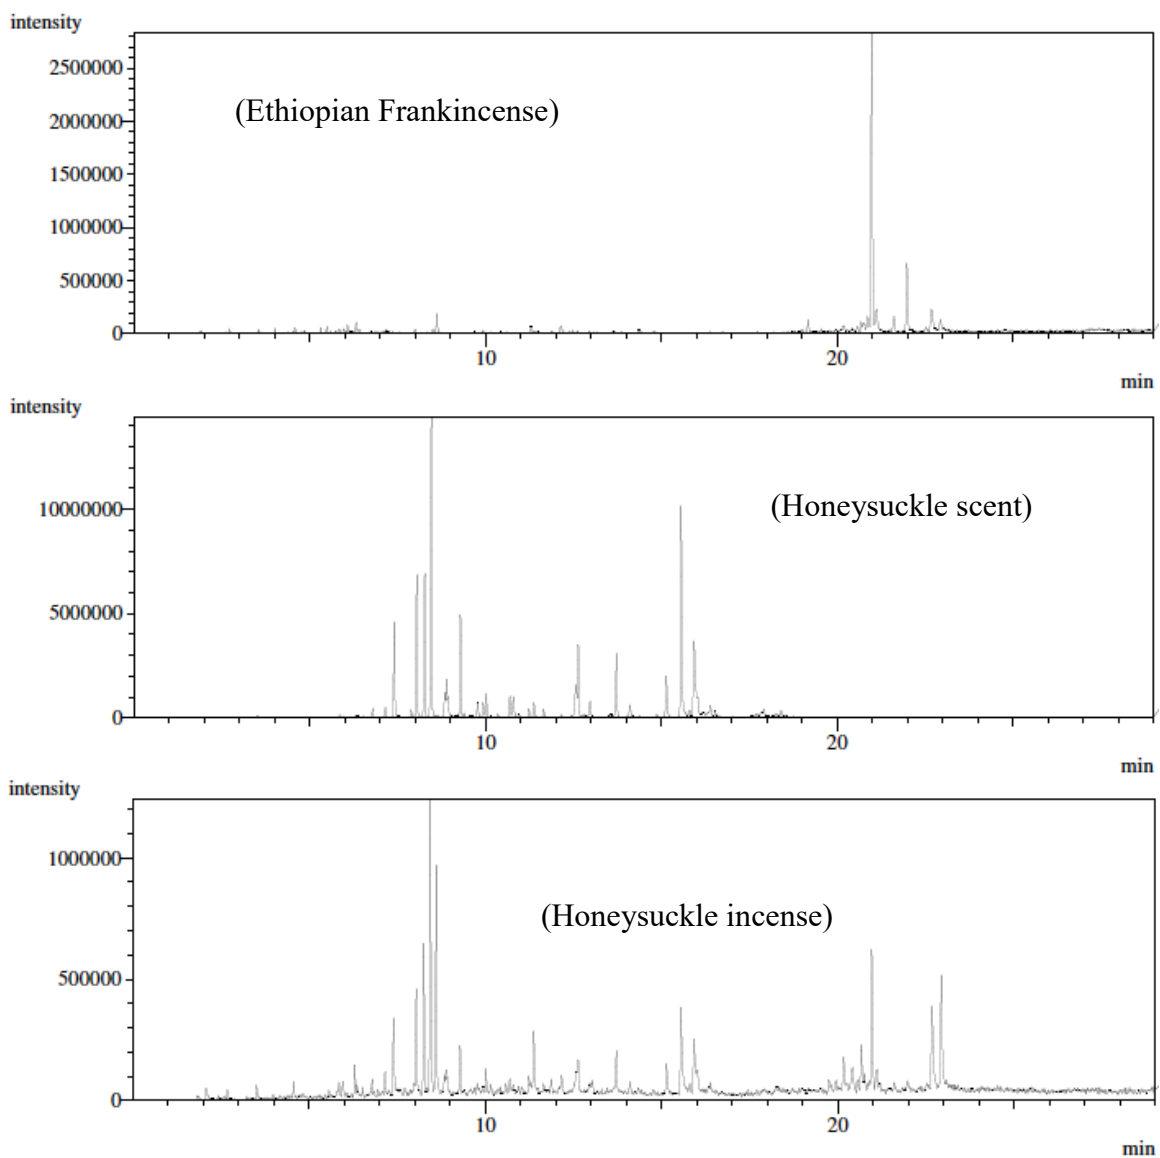 intensity
2500000
(Ethiopian Frankincense)
2000000
1500000
1000000
500000
0
10 20
min
intensity
10000000
(Honeysuckle scent)
5000000
0
10 20
min
intensity
1000000
(Honeysuckle incense)
500000
0
10 20
min